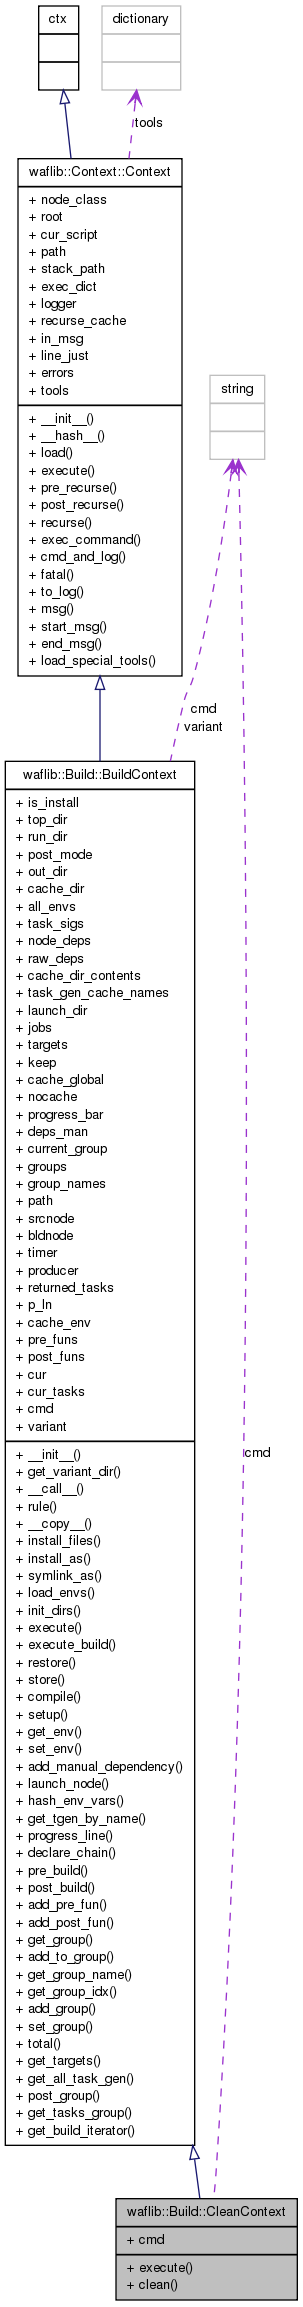 ctx
dictionary
tools
waflib::Context::Context
+ node_class
+ root
+ cur_script
+ path
+ stack_path
+ exec_dict
+ logger
+ recurse_cache
+ in_msg
+ line_just
+ errors
+ tools
+ __init__()
+ __hash__()
+ load()
+ execute()
+ pre_recurse()
+ post_recurse()
+ recurse()
+ exec_command()
+ cmd_and_log()
+ fatal()
+ to_log()
+ msg()
+ start_msg()
+ end_msg()
+ load_special_tools()
string
cmd
variant
waflib::Build::BuildContext
+ is_install
+ top_dir
+ run_dir
+ post_mode
+ out_dir
+ cache_dir
+ all_envs
+ task_sigs
+ node_deps
+ raw_deps
+ cache_dir_contents
+ task_gen_cache_names
+ launch_dir
+ jobs
+ targets
+ keep
+ cache_global
+ nocache
+ progress_bar
+ deps_man
+ current_group
+ groups
+ group_names
+ path
+ srcnode
+ bldnode
+ timer
+ producer
+ returned_tasks
+ p_ln
+ cache_env
+ pre_funs
+ post_funs
+ cur
+ cur_tasks
+ cmd
+ variant
+ __init__()
+ get_variant_dir()
+ __call__()
+ rule()
+ __copy__()
+ install_files()
+ install_as()
+ symlink_as()
+ load_envs()
+ init_dirs()
+ execute()
+ execute_build()
+ restore()
+ store()
+ compile()
+ setup()
+ get_env()
+ set_env()
+ add_manual_dependency()
+ launch_node()
+ hash_env_vars()
+ get_tgen_by_name()
+ progress_line()
+ declare_chain()
+ pre_build()
+ post_build()
+ add_pre_fun()
+ add_post_fun()
+ get_group()
+ add_to_group()
+ get_group_name()
+ get_group_idx()
+ add_group()
+ set_group()
+ total()
+ get_targets()
+ get_all_task_gen()
+ post_group()
+ get_tasks_group()
+ get_build_iterator()
cmd
waflib::Build::CleanContext
+ cmd
+ execute()
+ clean()